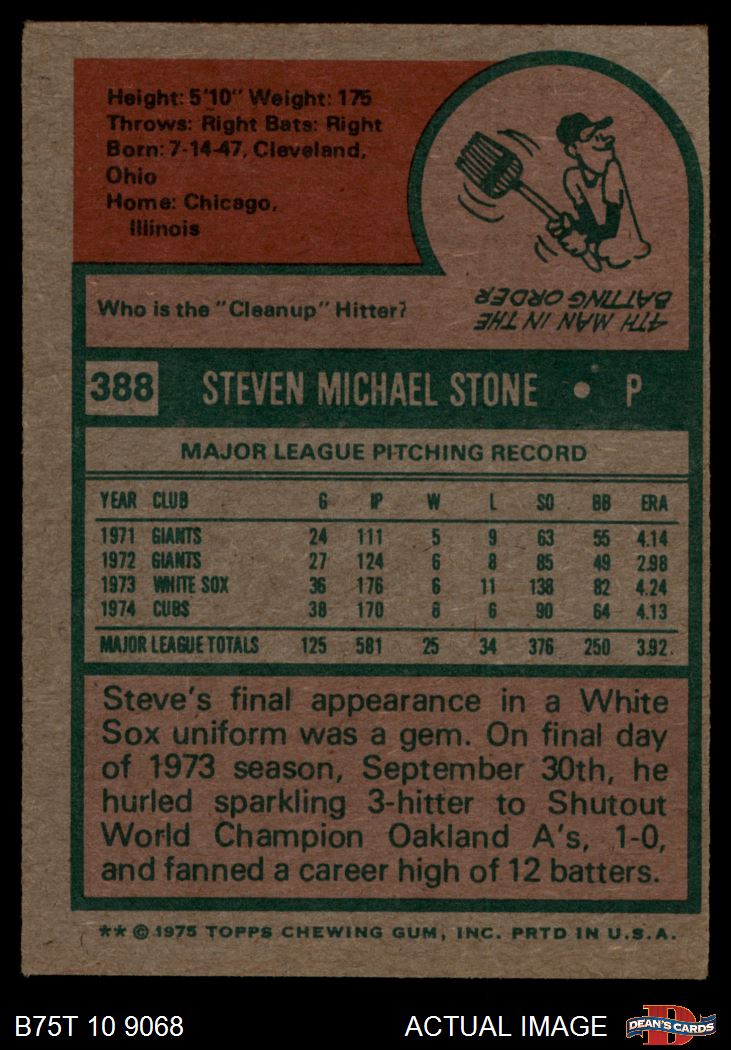 Height: 5'10" Weight: 175
Throws: Right Bats: Right
Born: 7-14-47, Cleveland,
Ohio
Home: Chicago,
Illinois
Who is the "Cleanup" Hitter?
4TH MAN IN THE
BATTING ORDER
388 STEVEN MICHAEL STONE • P
MAJOR LEAGUE PITCHING RECORD
YEAR CLUB G IP W L SO BB ERA
1971 GIANTS 24 111 5 9 63 55 4.14
1972 GIANTS 27 124 6 8 85 49 2.98
1973 WHITE SOX 36 176 6 11 138 82 4.24
1974 CUBS 38 170 8 6 90 64 4.13
MAJOR LEAGUE TOTALS 125 581 25 34 376 250 3.92
Steve's final appearance in a White
Sox uniform was a gem. On final day
of 1973 season, September 30th, he
hurled sparkling 3-hitter to Shutout
World Champion Oakland A's, 1-0,
and fanned a career high of 12 batters.
** © 1975 TOPPS CHEWING GUM, INC. PRTD IN U.S.A.
B75T 10 9068 ACTUAL IMAGE DEAN'S CARDS